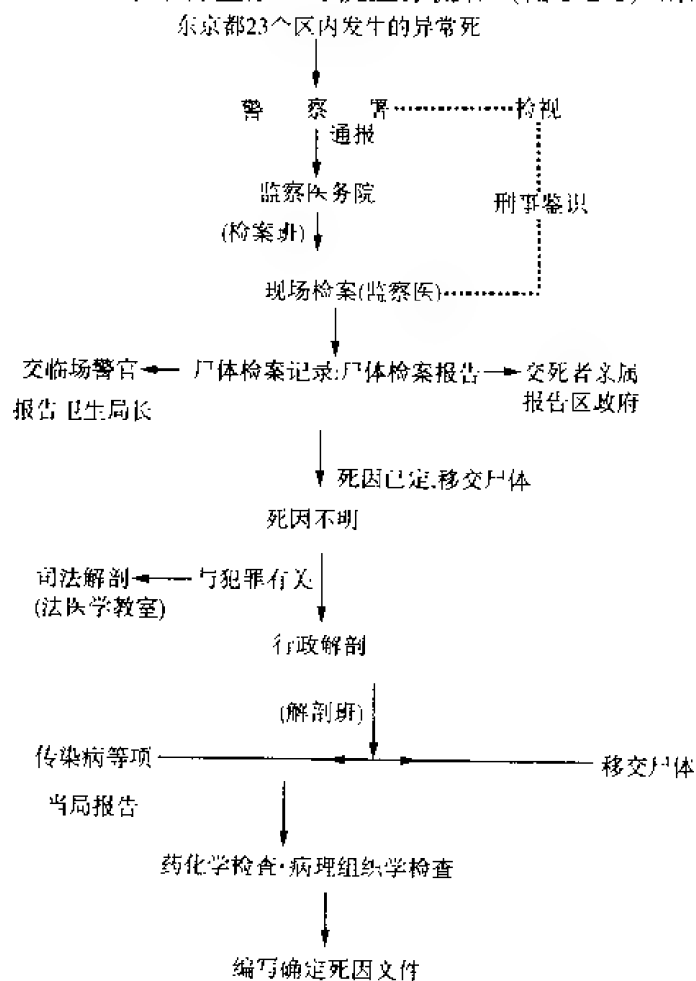 东京都23个区内发生的异常死
警 察 署 检视
通报
监察医务院
刑事鉴识
(检案班)
现场检案(监察医)
交临场警官 尸体检案记录:尸体检案报告 交死者亲属
报告卫生局长 报告区政府
死因已定.移交尸体
死因不明
司法解剖 与犯罪有关
(法医学教室)
行政解剖
(解剖班)
传染病等项 移交尸体
当局报告
药化学检查·病理组织学检查
编写确定死因文件